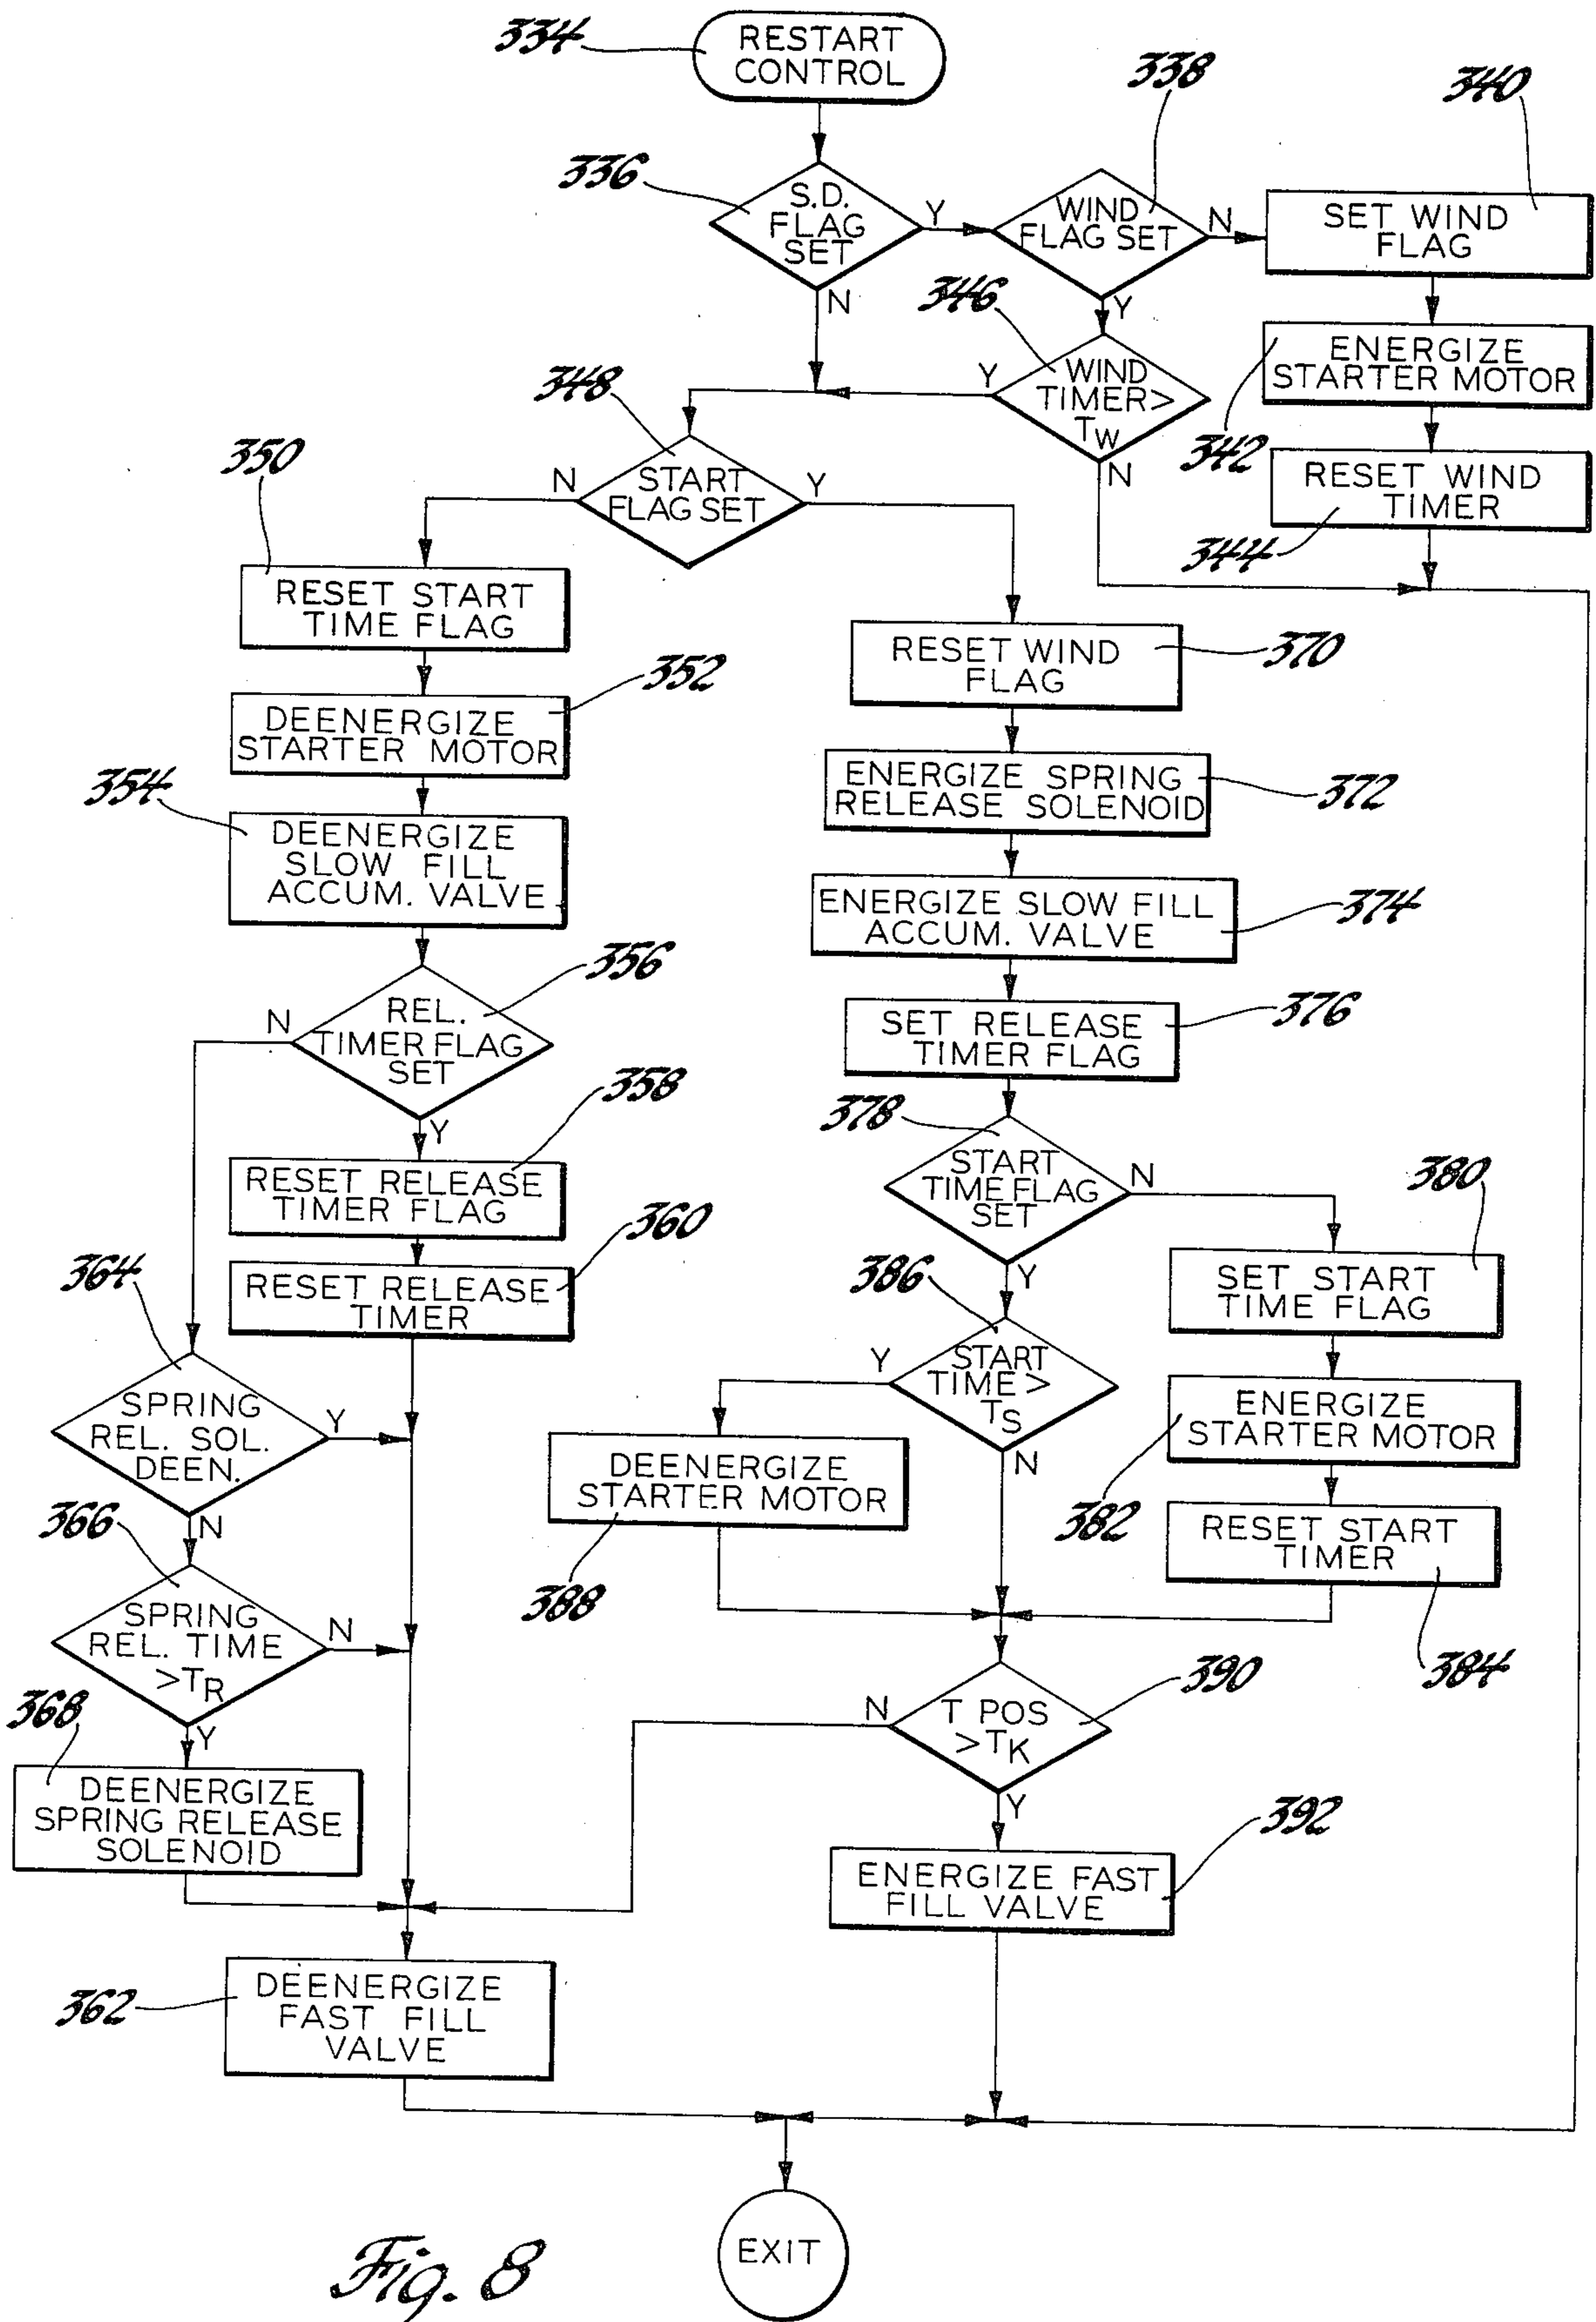 334
RESTART
CONTROL
338
340
336
S.D.
FLAG
SET
Y
WIND
FLAG SET
N
SET WIND
FLAG
N
346
Y
ENERGIZE
STARTER MOTOR
342
348
Y
WIND
TIMER >
TW
N
RESET WIND
TIMER
344
350
N
START
FLAG SET
Y
RESET START
TIME FLAG
RESET WIND
FLAG
370
352
DEENERGIZE
STARTER MOTOR
354
ENERGIZE SPRING
RELEASE SOLENOID
372
DEENERGIZE
SLOW FILL
ACCUM. VALVE
ENERGIZE SLOW FILL
ACCUM. VALVE
374
356
N
REL.
TIMER FLAG
SET
Y
SET RELEASE
TIMER FLAG
376
358
378
RESET RELEASE
TIMER FLAG
START
TIME FLAG
SET
N
Y
380
360
364
RESET RELEASE
TIMER
386
SET START
TIME FLAG
SPRING
REL. SOL.
DEEN.
Y
N
Y
START
TIME >
TS
N
ENERGIZE
STARTER MOTOR
382
366
DEENERGIZE
STARTER MOTOR
388
RESET START
TIMER
384
SPRING
REL. TIME
>TR
N
Y
368
N
T POS
>TK
Y
390
DEENERGIZE
SPRING RELEASE
SOLENOID
392
ENERGIZE FAST
FILL VALVE
362
DEENERGIZE
FAST FILL
VALVE
EXIT
Fig. 8